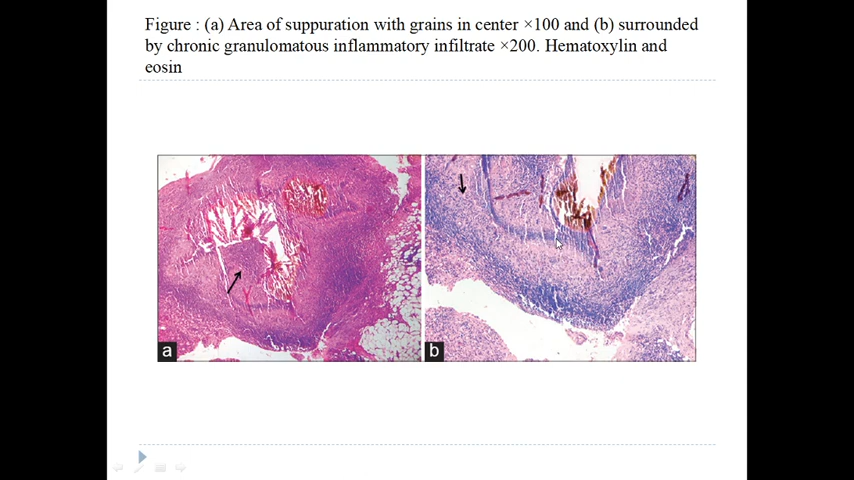 Figure : (a) Area of suppuration with grains in center ×100 and (b) surrounded
by chronic granulomatous inflammatory infiltrate ×200. Hematoxylin and
eosin
a
b